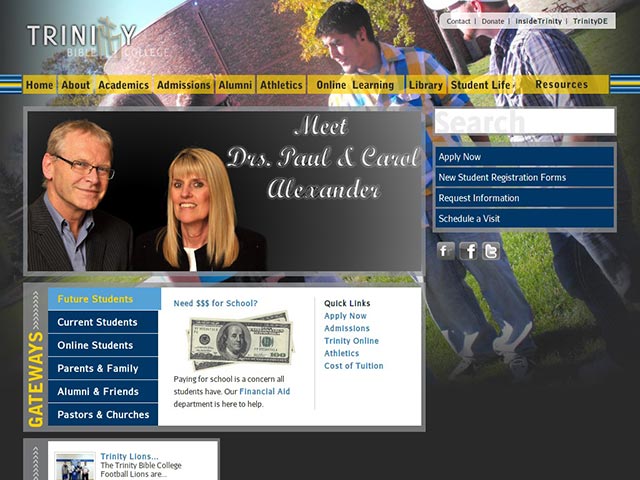 Contact | Donate | insideTrinity | TrinityDE
TRINITY
BIBLE COLLEGE
Home About Academics Admissions Alumni Athletics Online Learning Library Student Life Resources
Meet
Drs. Paul & Carol
Alexander
Search
Apply Now
New Student Registration Forms
Request Information
Schedule a Visit
GATEWAYS
Future Students
Current Students
Online Students
Parents & Family
Alumni & Friends
Pastors & Churches
Need $$$ for School?
100
Paying for school is a concern all
students have. Our Financial Aid
department is here to help.
Quick Links
Apply Now
Admissions
Trinity Online
Athletics
Cost of Tuition
Trinity Lions...
The Trinity Bible College
Football Lions are...